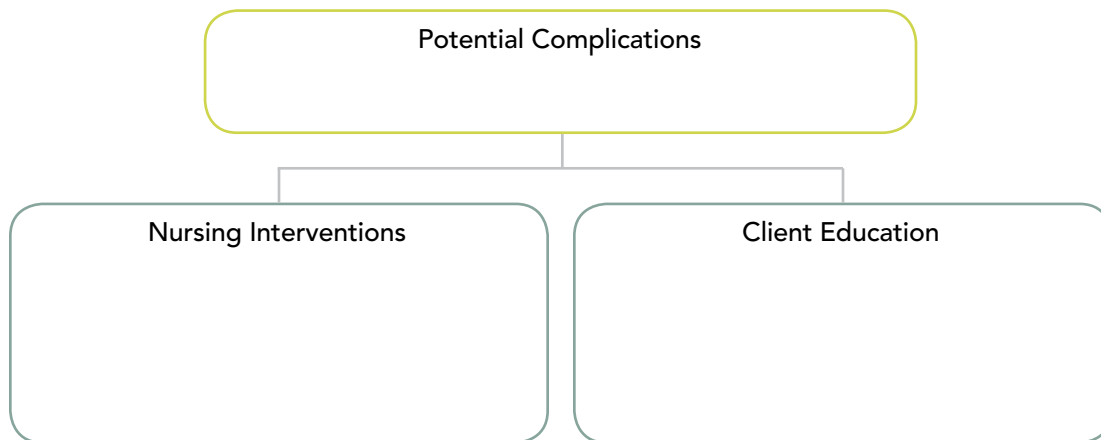 Potential Complications
Nursing Interventions
Client Education